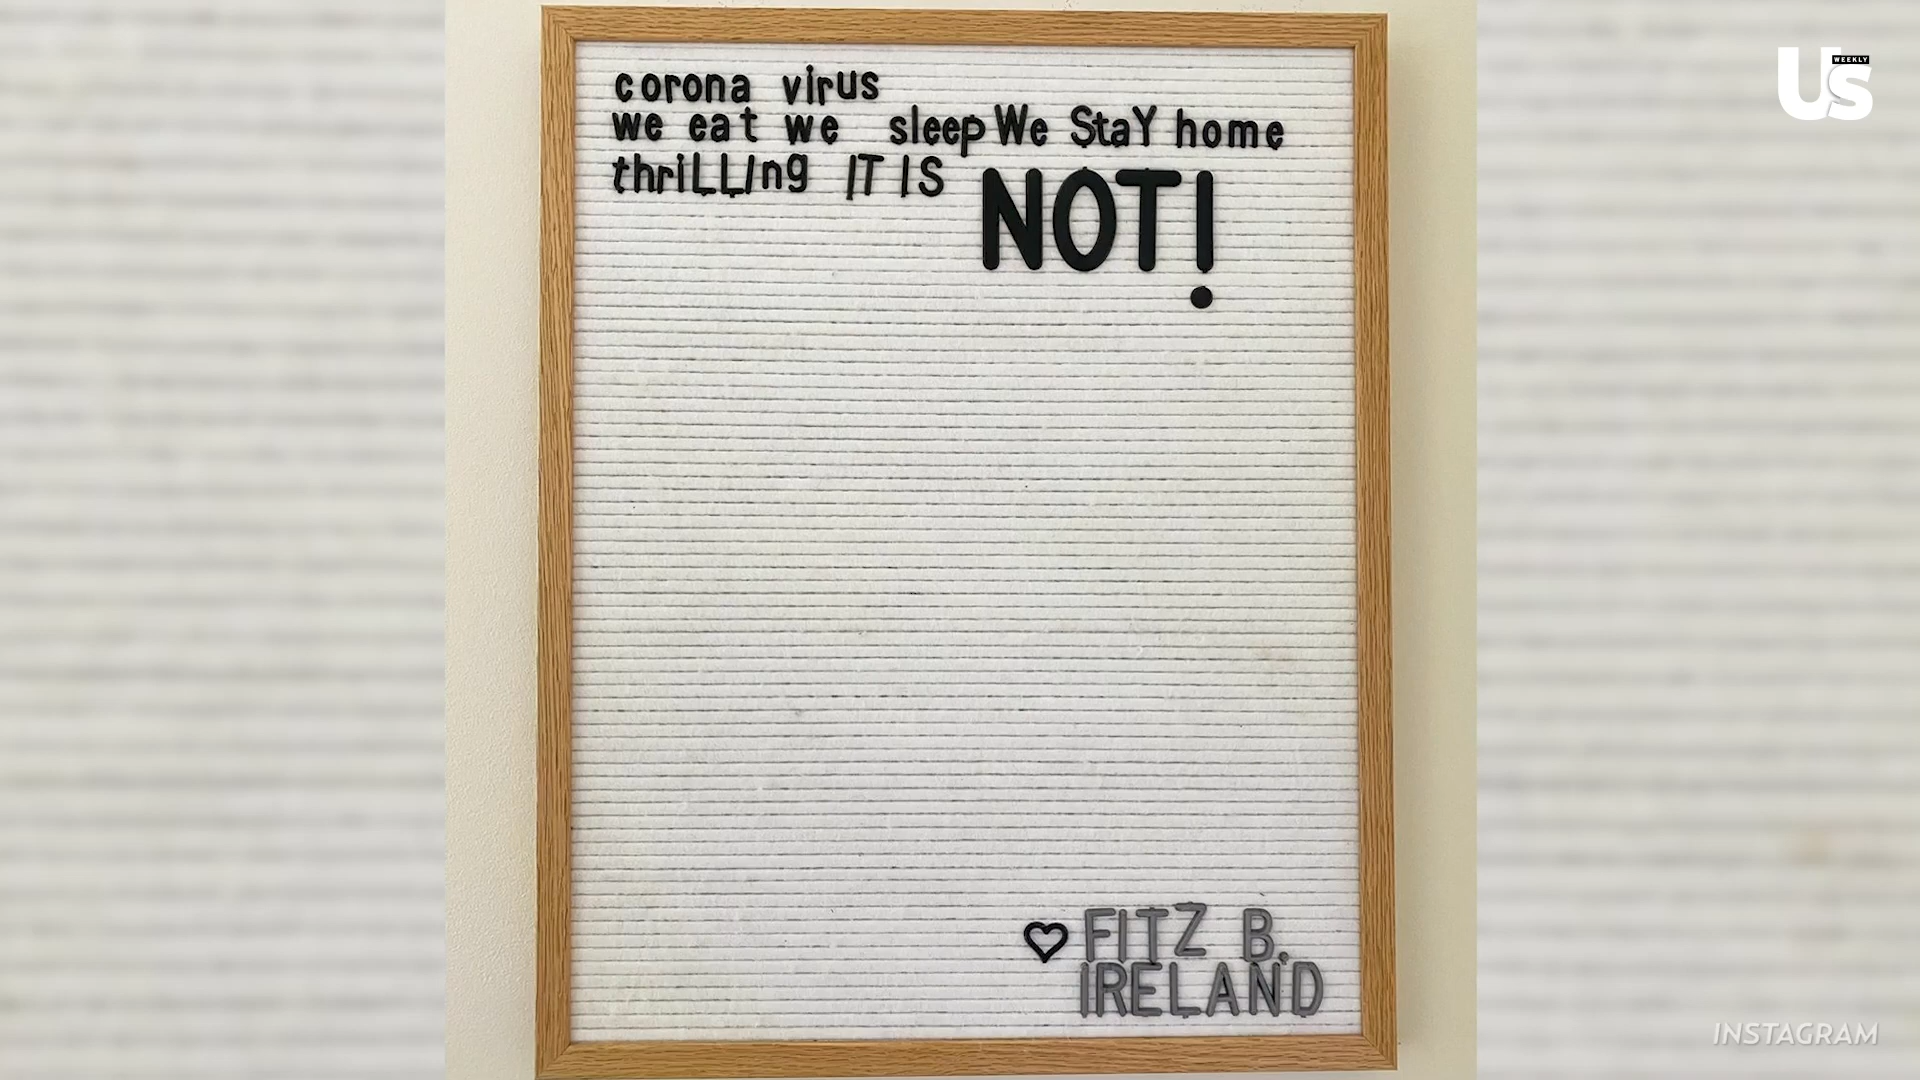 Us WEEKLY
corona virus
we eat we sleep We StaY home
thriLLIng IT IS NOT!
♡ FITZ B.
IRELAND
INSTAGRAM